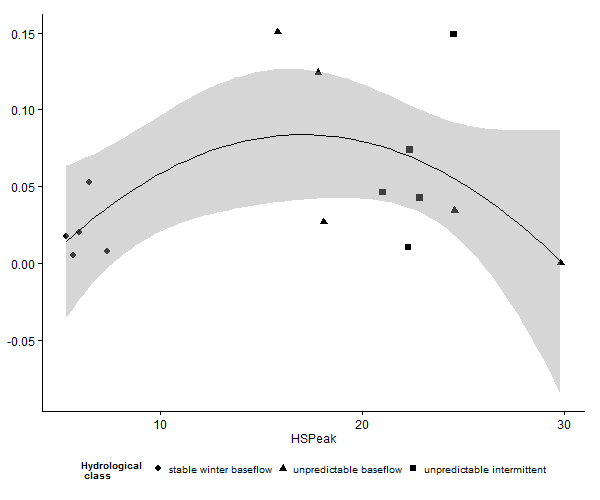 0.15
0.10
0.05
0.00
-0.05
10 20 30
HSPeak
Hydrological
class
stable winter baseflow unpredictable baseflow unpredictable intermittent